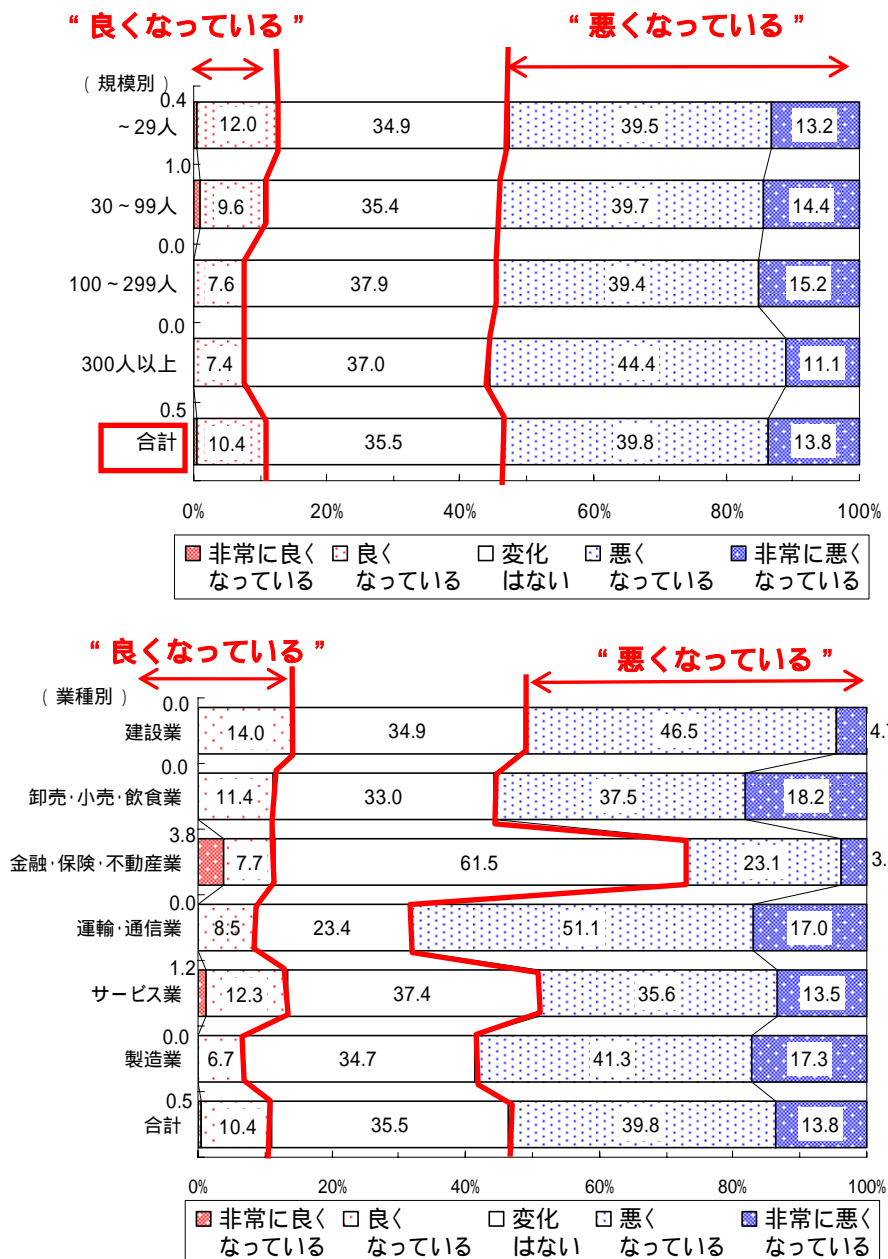 “ 良くなっている ” “ 悪くなっている ”
( 規模別 )
0.4
~29人 12.0 34.9 39.5 13.2
1.0
30~99人 9.6 35.4 39.7 14.4
0.0
100~299人 7.6 37.9 39.4 15.2
0.0
300人以上 7.4 37.0 44.4 11.1
0.5
合計 10.4 35.5 39.8 13.8
0% 20% 40% 60% 80% 100%
非常に良く 良く 変化 悪く 非常に悪く
なっている なっている はない なっている なっている
“ 良くなっている ” “ 悪くなっている ”
( 業種別 )
0.0
建設業 14.0 34.9 46.5 4.7
0.0
卸売・小売・飲食業 11.4 33.0 37.5 18.2
3.8
金融・保険・不動産業 7.7 61.5 23.1 3.
0.0
運輸・通信業 8.5 23.4 51.1 17.0
1.2
サービス業 12.3 37.4 35.6 13.5
0.0
製造業 6.7 34.7 41.3 17.3
0.5
合計 10.4 35.5 39.8 13.8
0% 20% 40% 60% 80% 100%
非常に良く 良く 変化 悪く 非常に悪く
なっている なっている はない なっている なっている